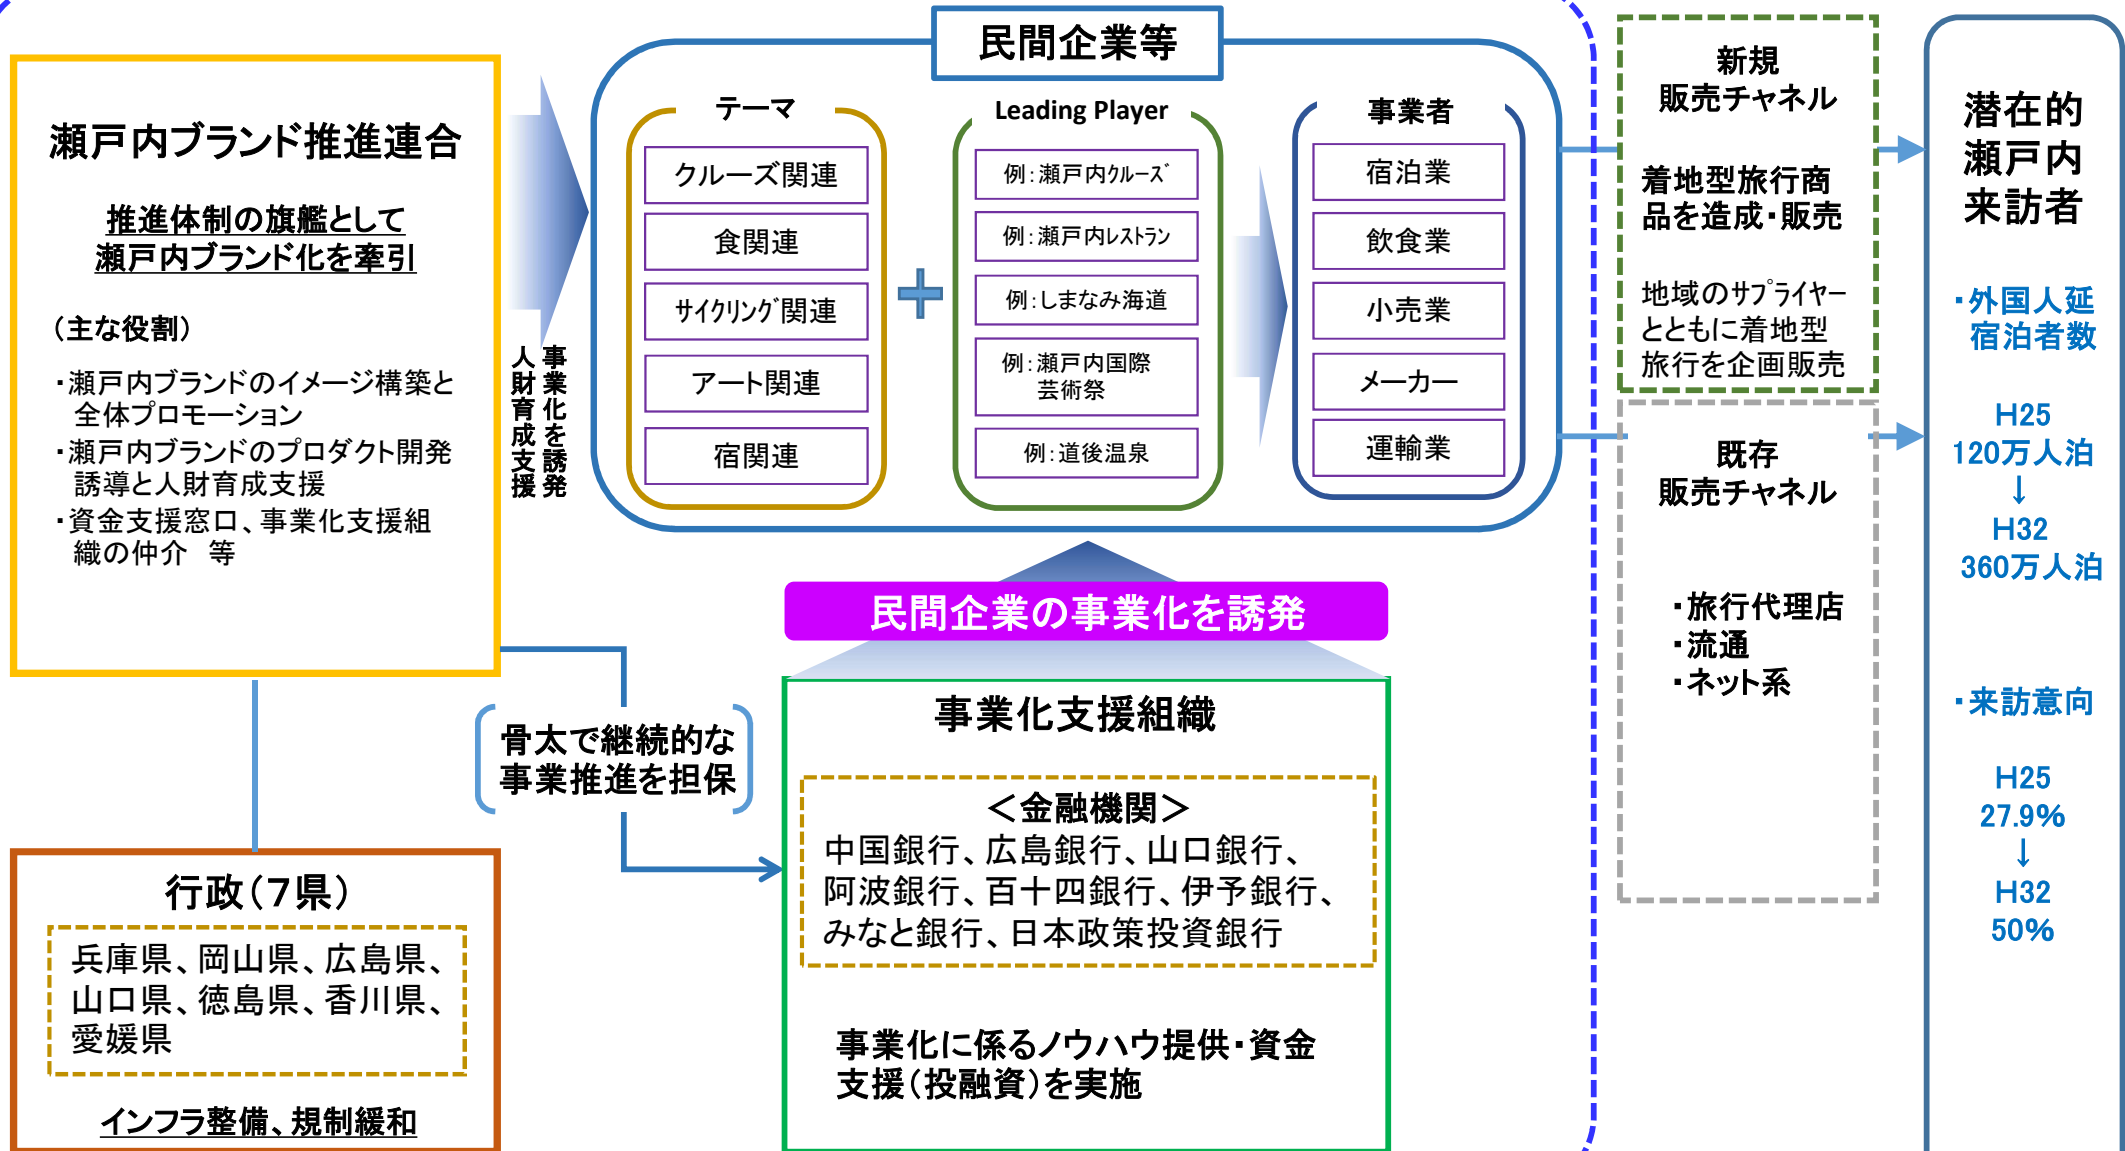 瀬戸内ブランド推進連合
推進体制の旗艦として
瀬戸内ブランド化を牽引
（主な役割）
・瀬戸内ブランドのイメージ構築と
全体プロモーション
・瀬戸内ブランドのプロダクト開発
誘導と人財育成支援
・資金支援窓口、事業化支援組
織の仲介　等
事業化を誘発
人財育成支援
民間企業等
テーマ
クルーズ関連
食関連
サイクリング関連
アート関連
宿関連
Leading Player
例：瀬戸内クルーズ
例：瀬戸内レストラン
例：しまなみ海道
例：瀬戸内国際
芸術祭
例：道後温泉
事業者
宿泊業
飲食業
小売業
メーカー
運輸業
民間企業の事業化を誘発
骨太で継続的な
事業推進を担保
事業化支援組織
＜金融機関＞
中国銀行、広島銀行、山口銀行、
阿波銀行、百十四銀行、伊予銀行、
みなと銀行、日本政策投資銀行
事業化に係るノウハウ提供・資金
支援（投融資）を実施
行政（７県）
兵庫県、岡山県、広島県、
山口県、徳島県、香川県、
愛媛県
インフラ整備、規制緩和
新規
販売チャネル
着地型旅行商
品を造成・販売
地域のサプライヤー
とともに着地型
旅行を企画販売
既存
販売チャネル
・旅行代理店
・流通
・ネット系
潜在的
瀬戸内
来訪者
・外国人延
宿泊者数
H25
120万人泊
↓
H32
360万人泊
・来訪意向
H25
27.9%
↓
H32
50%